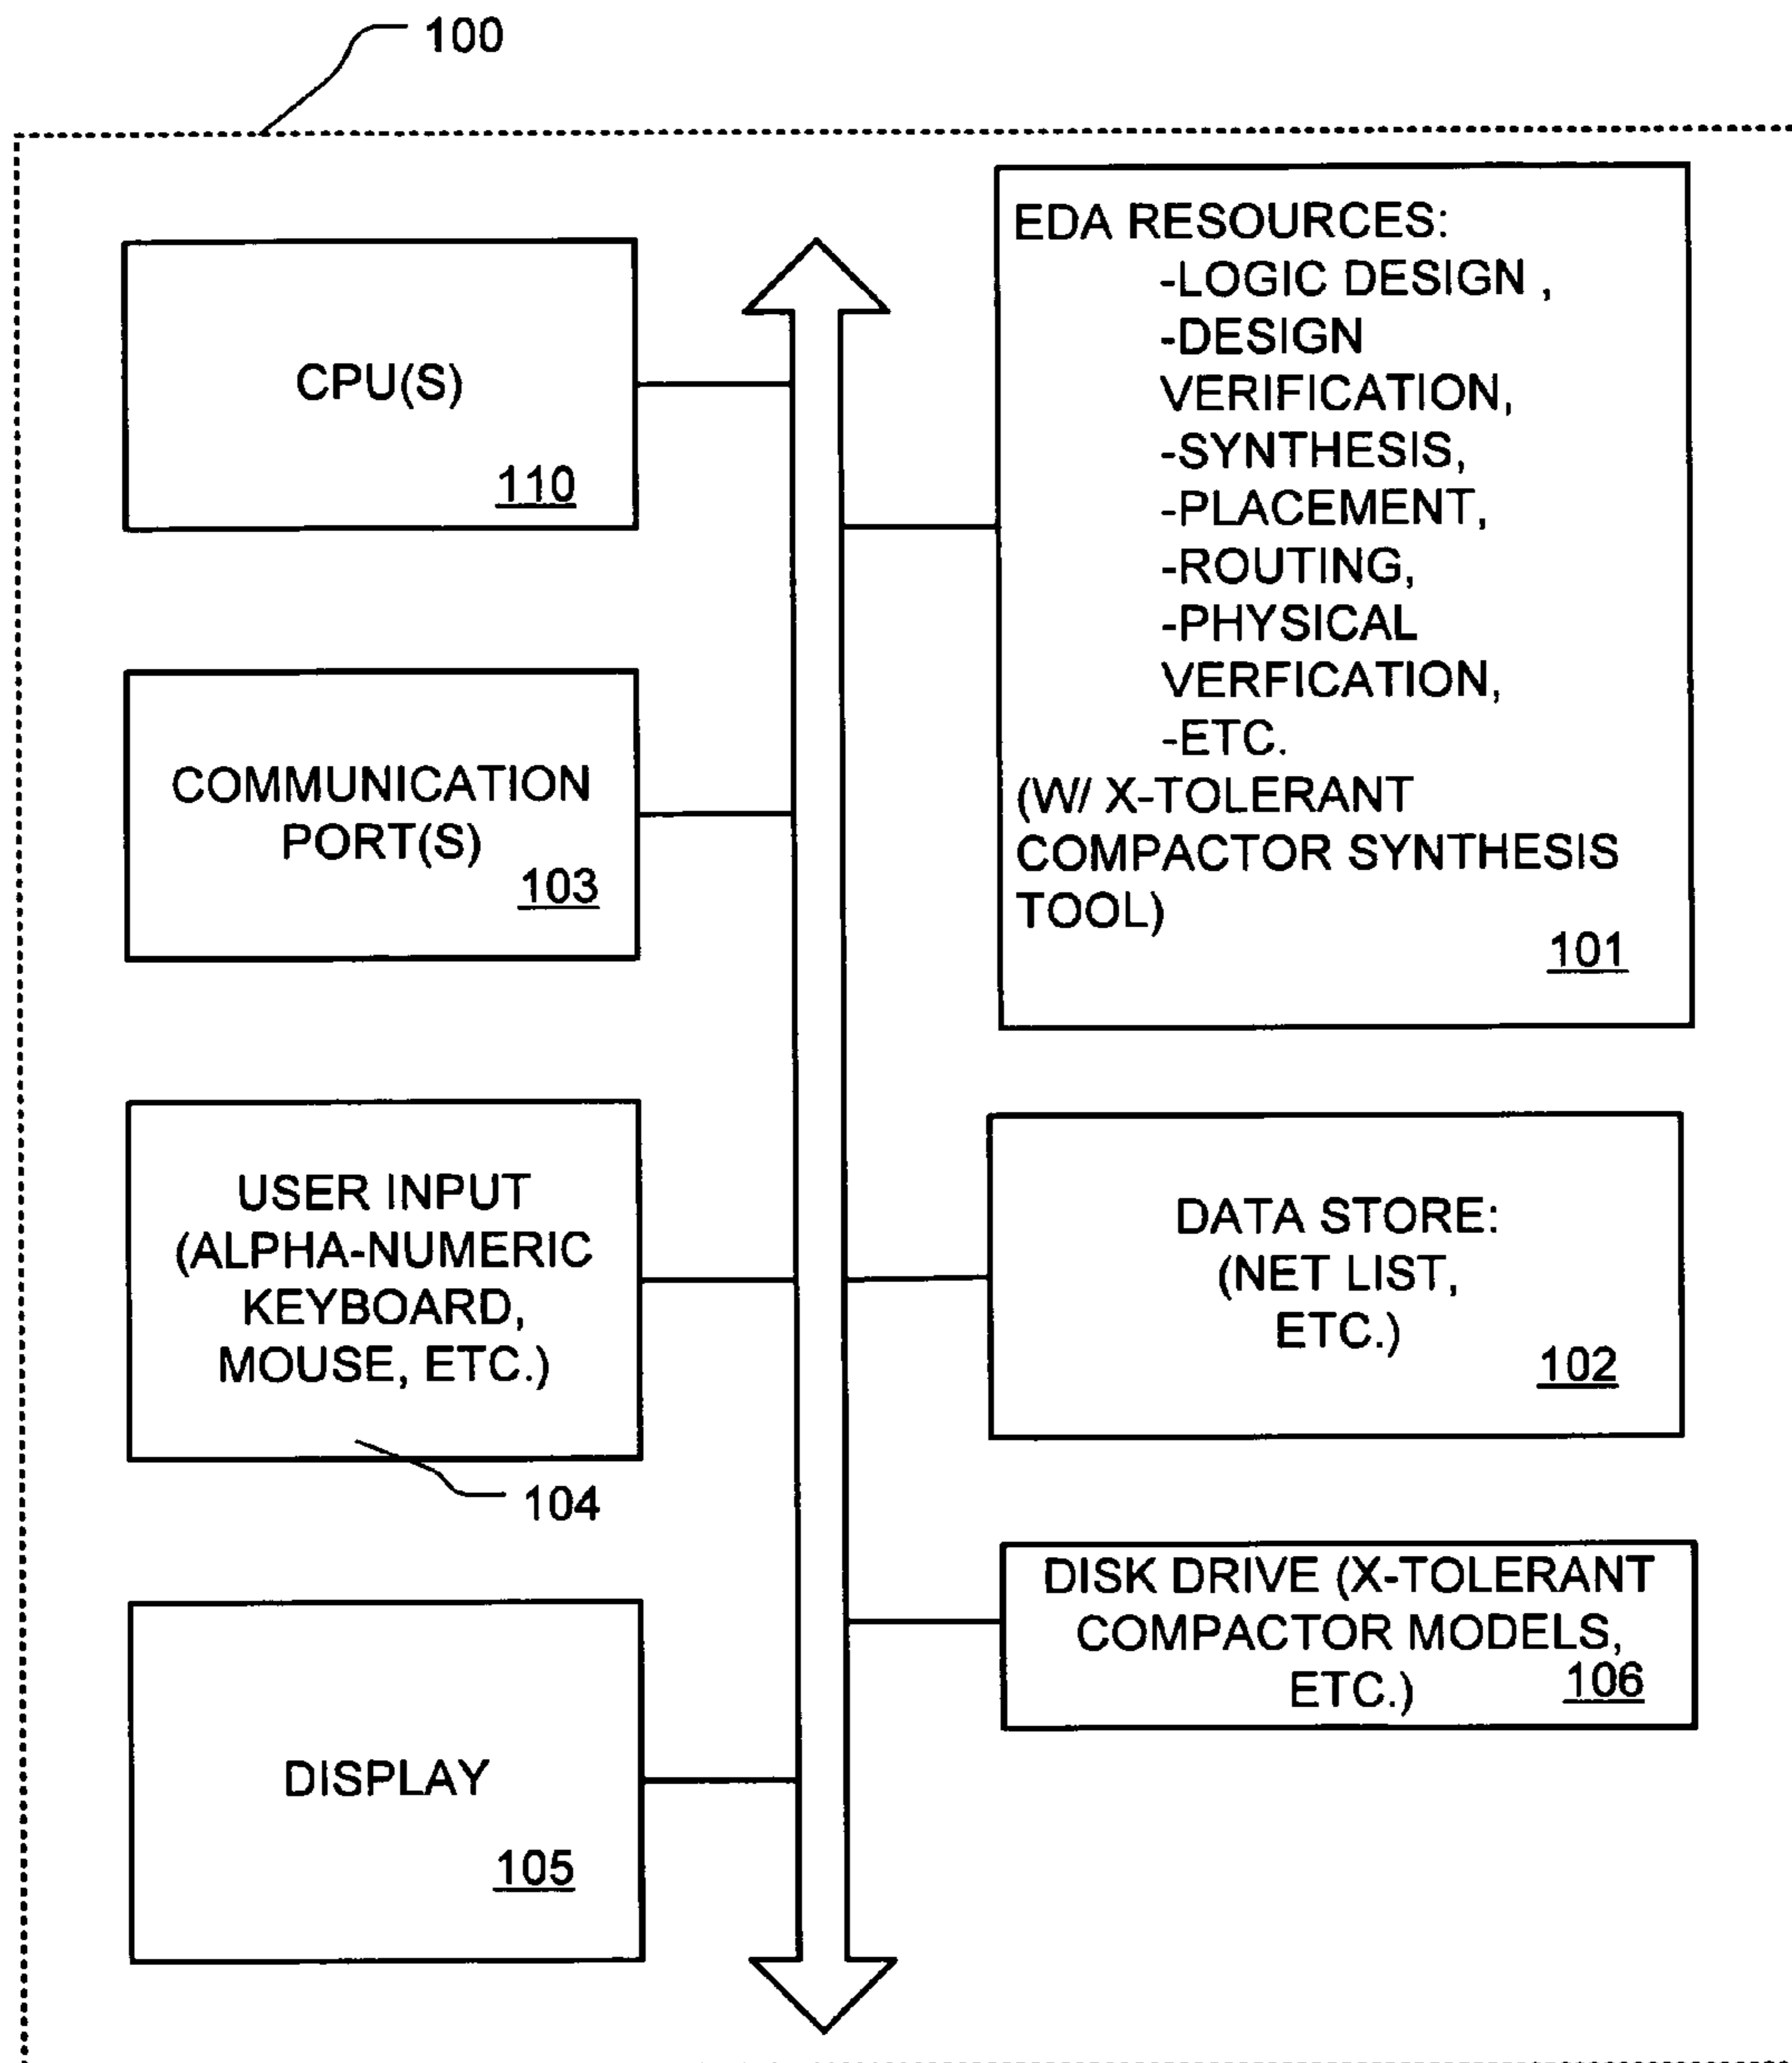 100
CPU(S)
110
COMMUNICATION
PORT(S)
103
USER INPUT
(ALPHA-NUMERIC
KEYBOARD,
MOUSE, ETC.)
104
DISPLAY
105
EDA RESOURCES:
-LOGIC DESIGN ,
-DESIGN
VERIFICATION,
-SYNTHESIS,
-PLACEMENT,
-ROUTING,
-PHYSICAL
VERFICATION,
-ETC.
(W/ X-TOLERANT
COMPACTOR SYNTHESIS
TOOL)
101
DATA STORE:
(NET LIST,
ETC.)
102
DISK DRIVE (X-TOLERANT
COMPACTOR MODELS,
ETC.)
106